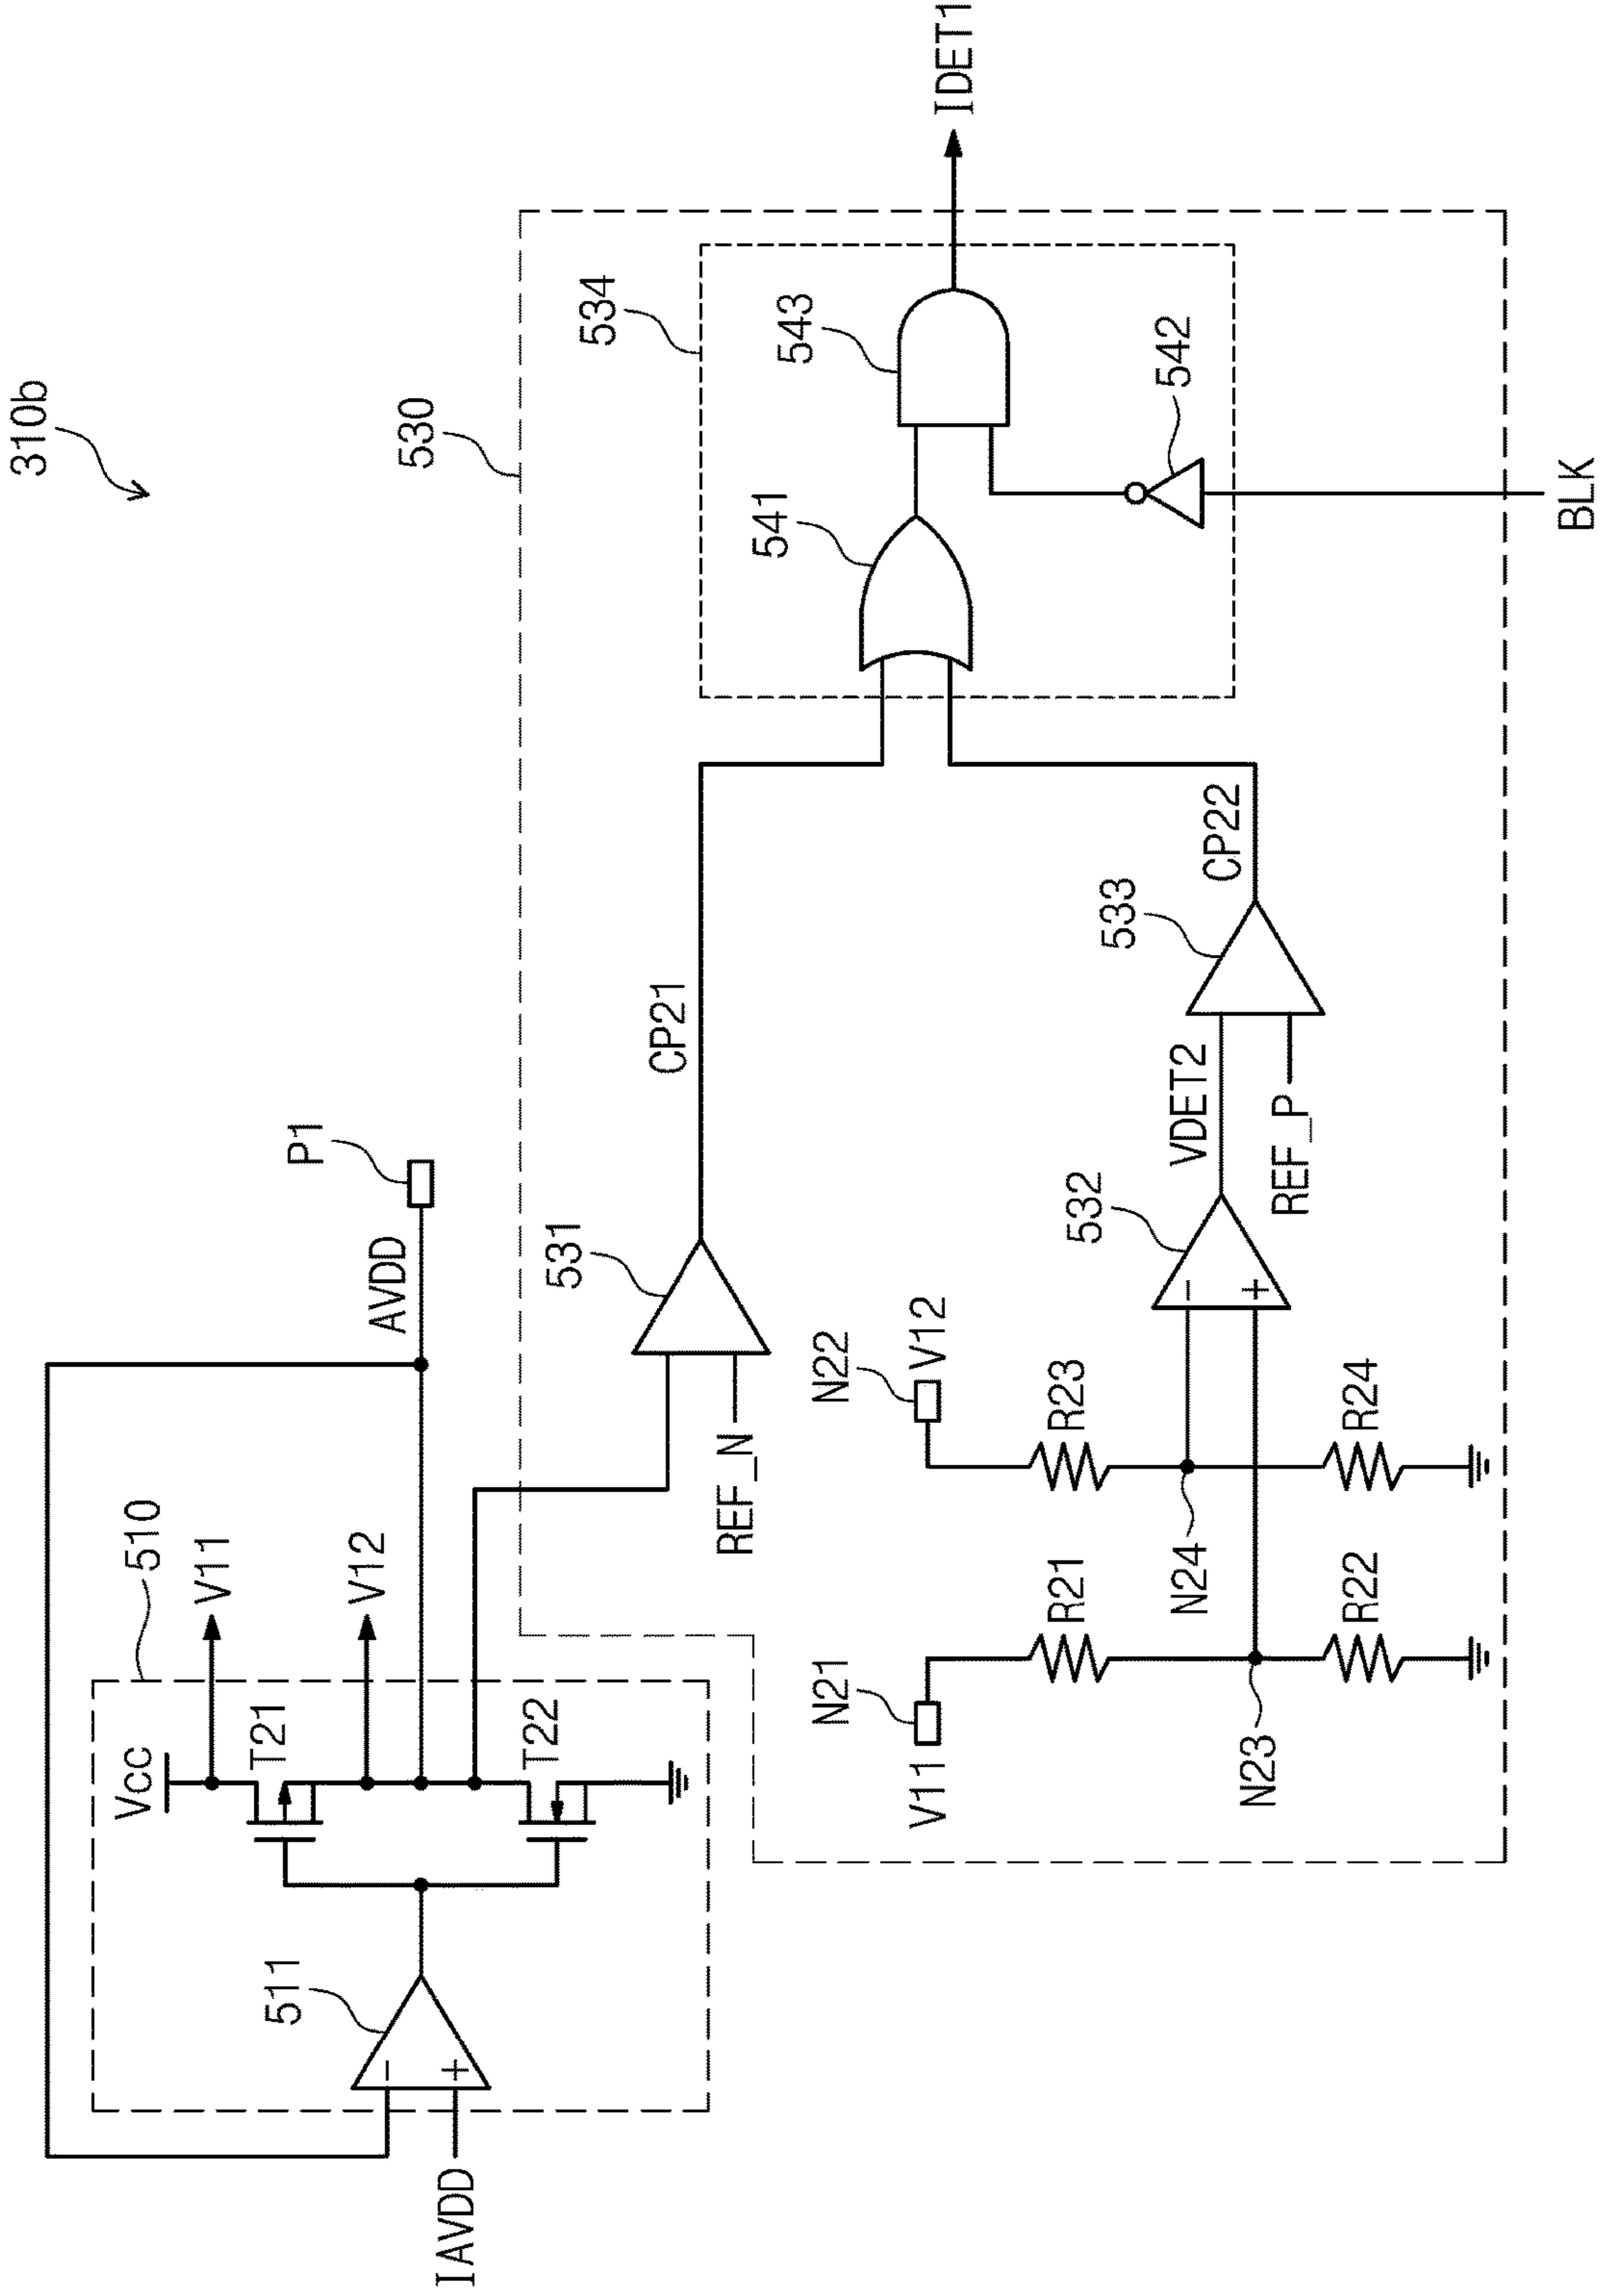 310b
510
Vcc
V11
T21
V12
T22
511
IAVDD
AVDD
P1
530
531
REF_N
CP21
534
541
543
542
IDET1
BLK
N21
V11
N22
V12
R21
R23
N23
N24
R22
R24
532
VDET2
533
REF_P
CP22
−
+
−
+